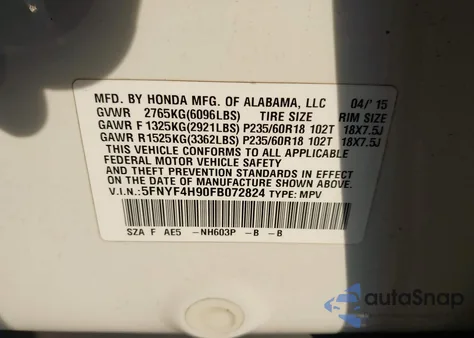 MFD. BY HONDA MFG. OF ALABAMA, LLC 04/'15
GVWR 2765KG(6096LBS) TIRE SIZE RIM SIZE
GAWR F 1325KG(2921LBS) P235/60R18 102T 18X7.5J
GAWR R 1525KG(3362LBS) P235/60R18 102T 18X7.5J
THIS VEHICLE CONFORMS TO ALL APPLICABLE
FEDERAL MOTOR VEHICLE SAFETY
AND THEFT PREVENTION STANDARDS IN EFFECT ON
THE DATE OF MANUFACTURE SHOWN ABOVE.
V.I.N.: 5FNYF4H90FB072824 TYPE: MPV
SZA F AE5 -NH603P -B -8
autoSnap